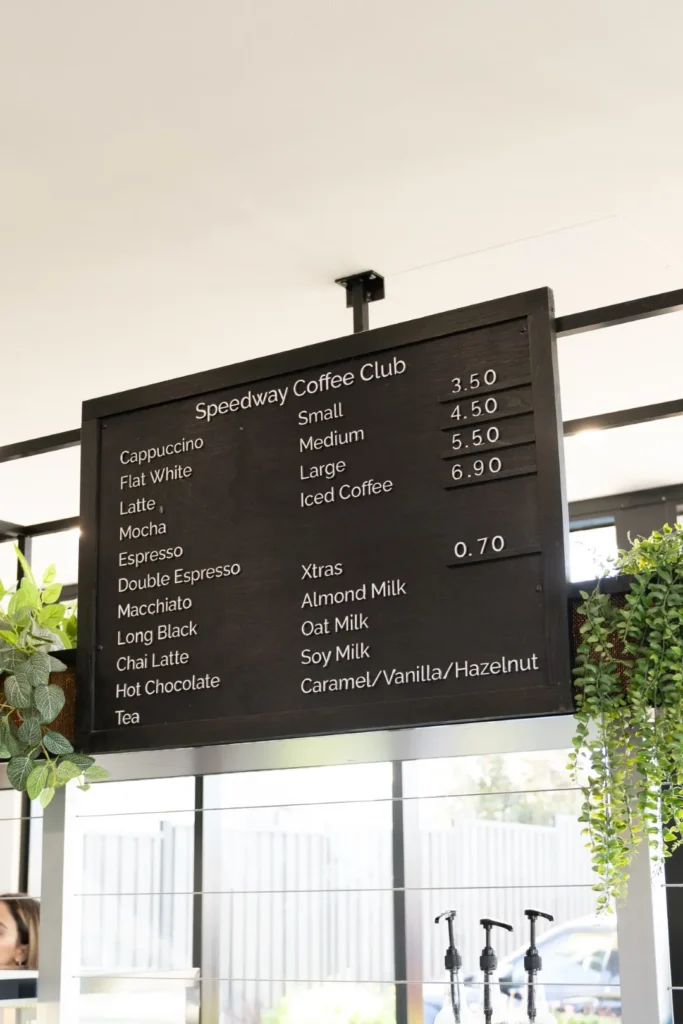 Speedway Coffee Club
Cappuccino
Flat White
Latte
Mocha
Espresso
Double Espresso
Macchiato
Long Black
Chai Latte
Hot Chocolate
Tea
Small 3.50
Medium 4.50
Large 5.50
Iced Coffee 6.90
Xtras 0.70
Almond Milk
Oat Milk
Soy Milk
Caramel/Vanilla/Hazelnut